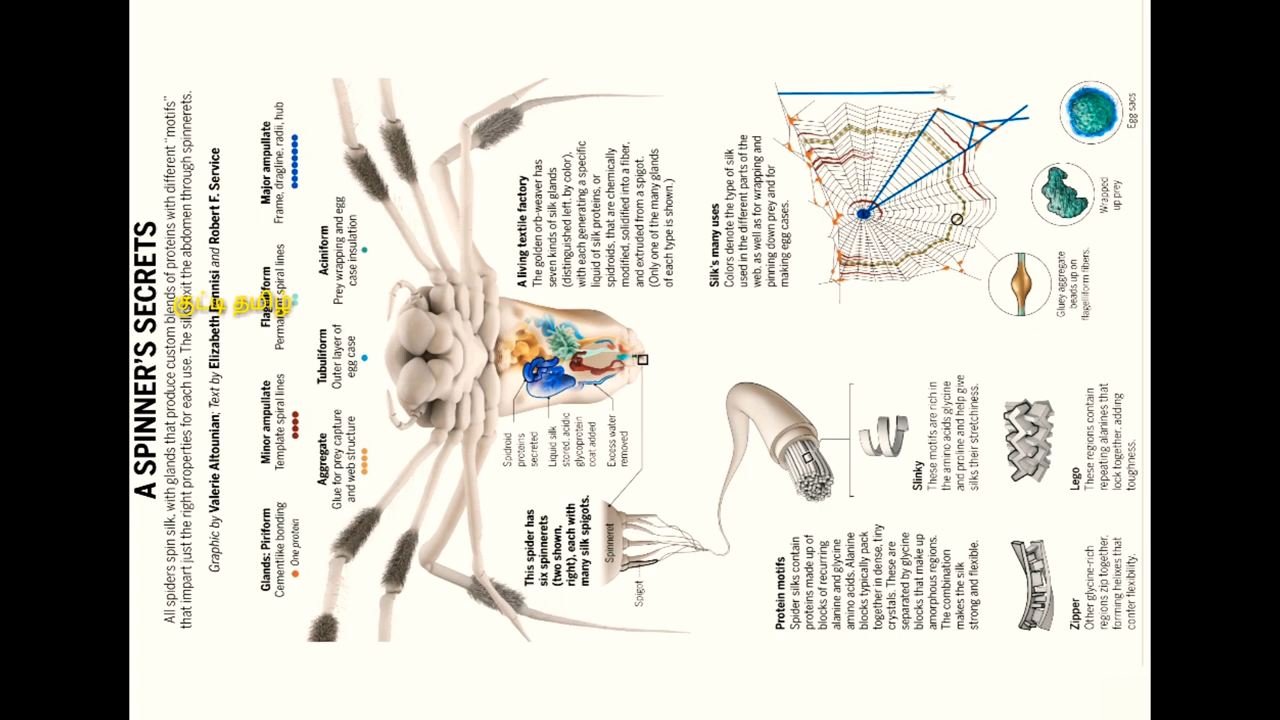 A SPINNER'S SECRETS
All spiders spin silk, with glands that produce custom blends of proteins with different "motifs"
that impart just the right properties for each use. The silks exit the abdomen through spinnerets.
Graphic by Valerie Altounian; Text by Elizabeth Pennisi and Robert F. Service
குட்டி தமிழ்
Glands: Piriform
Cementlike bonding
One protein
Minor ampullate
Template spiral lines
Flagelliform
Permanent spiral lines
Major ampullate
Frame, dragline, radii, hub
Aggregate
Glue for prey capture
and web structure
Tubuliform
Outer layer of
egg case
Aciniform
Prey wrapping and egg
case insulation
This spider has
six spinnerets
(two shown,
right), each with
many silk spigots.
Spinneret
Spigot
Spidroid
proteins
secreted
Liquid silk
stored, acidic
glycoprotein
coat added
Excess water
removed
A living textile factory
The golden orb-weaver has
seven kinds of silk glands
(distinguished left, by color),
with each generating a specific
liquid of silk proteins, or
spidroids, that are chemically
modified, solidified into a fiber,
and extruded from a spigot.
(Only one of the many glands
of each type is shown.)
Protein motifs
Spider silks contain
proteins made up of
blocks of recurring
alanine and glycine
amino acids. Alanine
blocks typically pack
together in dense, tiny
crystals. These are
separated by glycine
blocks that make up
amorphous regions.
The combination
makes the silk
strong and flexible.
Slinky
These motifs are rich in
the amino acids glycine
and proline and help give
silks their stretchiness.
Zipper
Other glycine-rich
regions zip together,
forming helixes that
confer flexibility.
Lego
These regions contain
repeating alanines that
lock together, adding
toughness.
Silk's many uses
Colors denote the type of silk
used in the different parts of the
web, as well as for wrapping and
pinning down prey and for
making egg cases.
Gluey aggregate
beads up on
flagelliform fibers.
Wrapped
up prey
Egg sacs